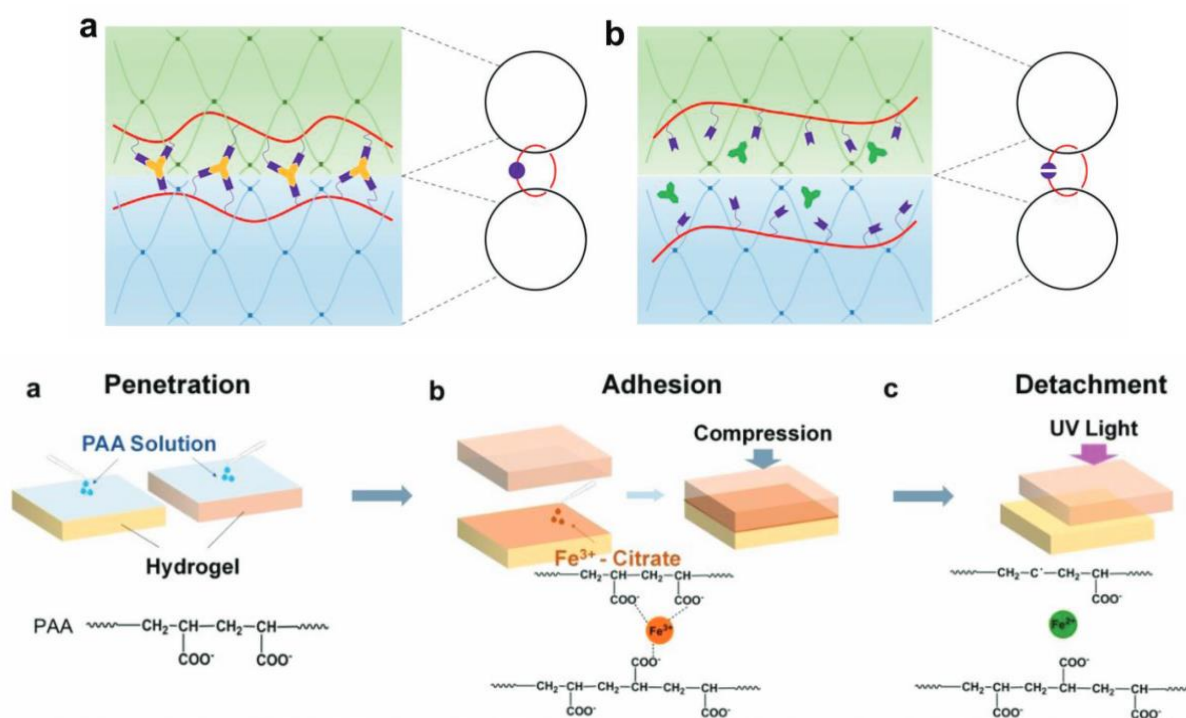 a
b
a Penetration
PAA Solution
Hydrogel
PAA
CH₂—CH—CH₂—CH
COO⁻ COO⁻
b Adhesion
Compression
Fe³⁺ - Citrate
CH₂—CH—CH₂—CH
COO⁻ COO⁻
Fe³⁺
COO⁻
CH₂—CH—CH₂—CH—CH₂—CH
COO⁻ COO⁻
c Detachment
UV Light
CH₂—C·—CH₂—CH
COO⁻
Fe²⁺
COO⁻
CH₂—CH—CH₂—CH—CH₂—CH
COO⁻ COO⁻